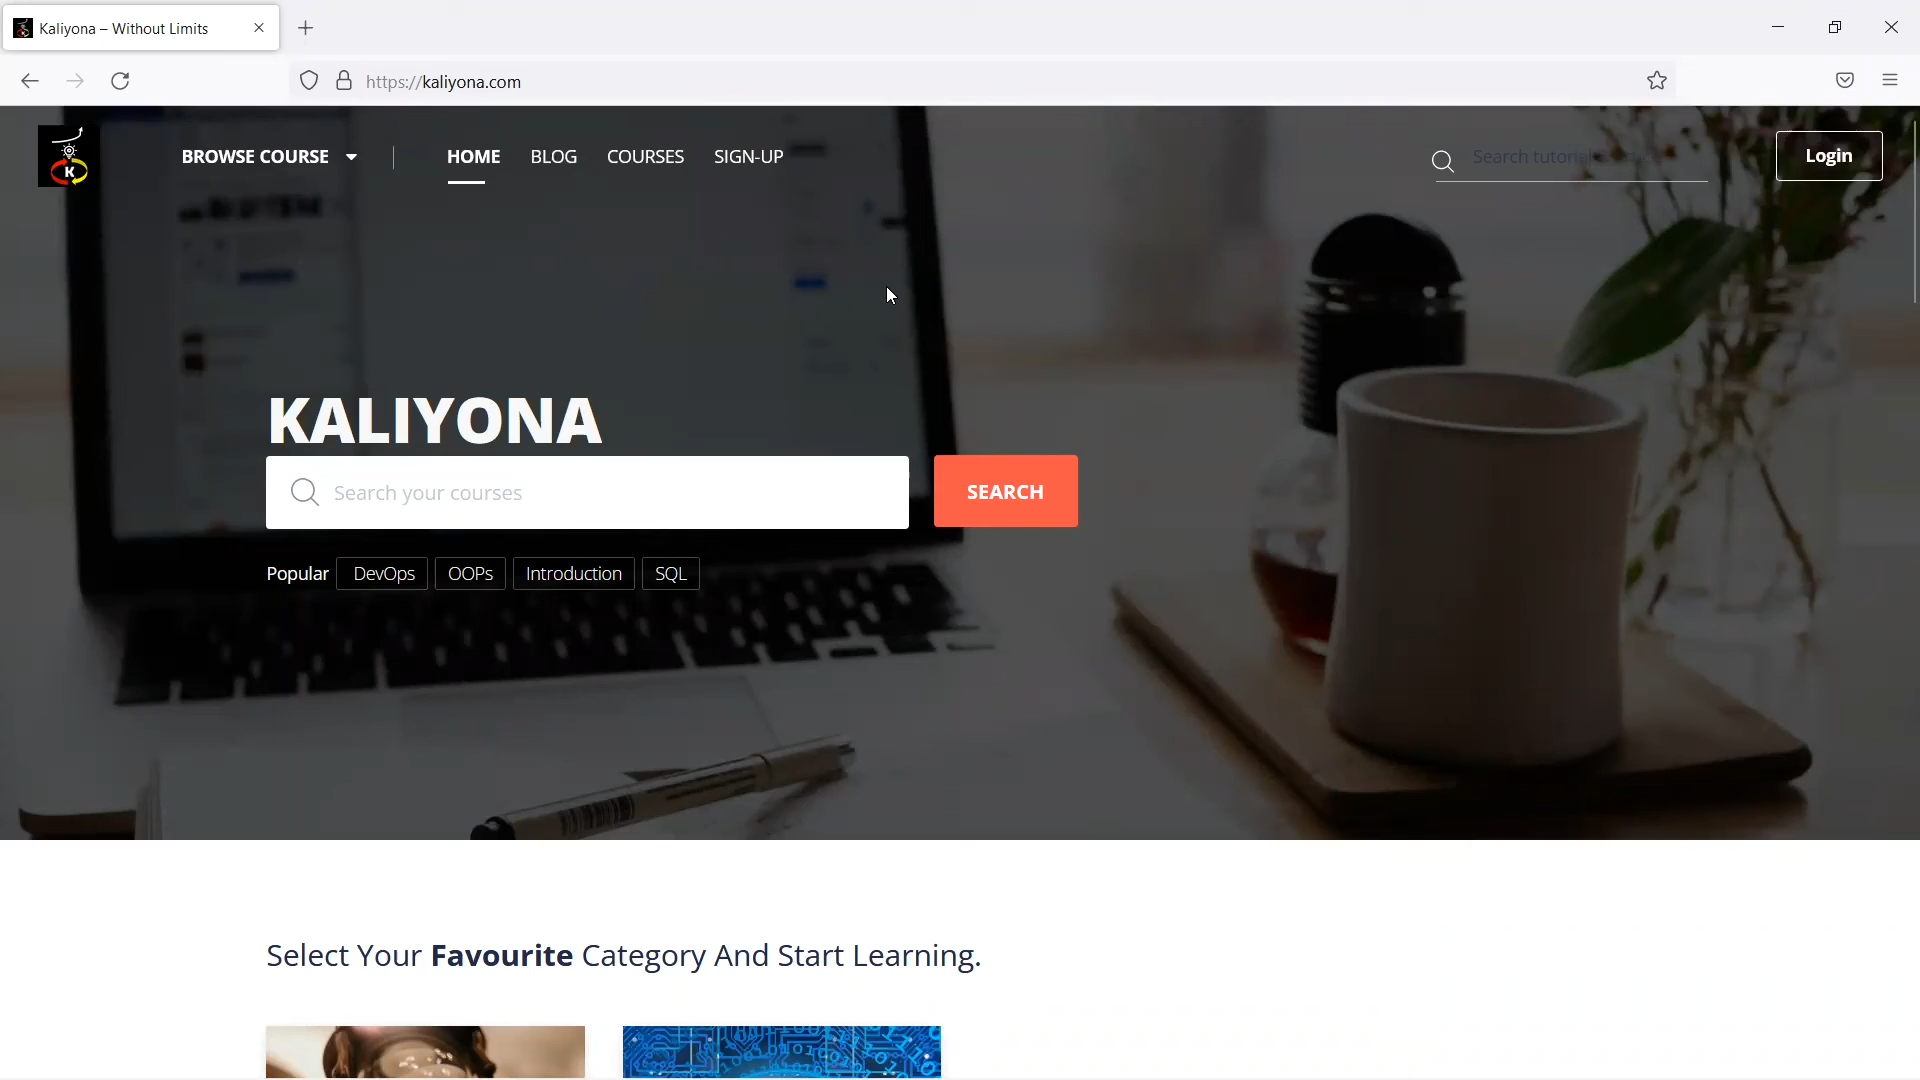 Kaliyona – Without Limits
https://kaliyona.com
K
BROWSE COURSE
HOME
BLOG
COURSES
SIGN-UP
Search
Login
KALIYONA
Search your courses
SEARCH
Popular
DevOps
OOPs
Introduction
SQL
Select Your Favourite Category And Start Learning.